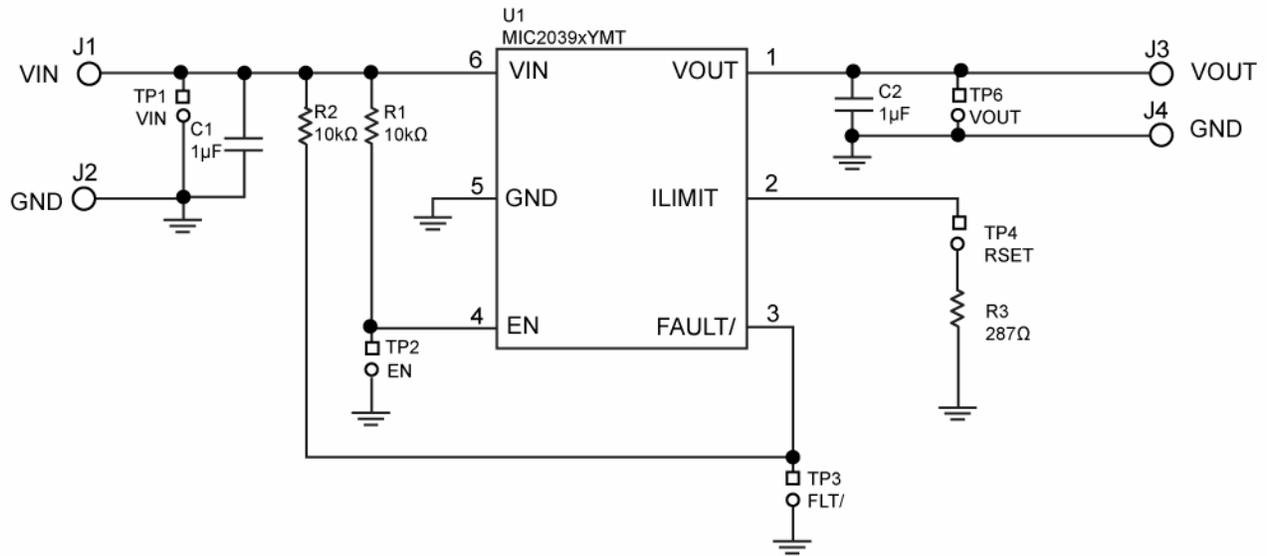 U1
MIC2039xYMT
J1
VIN
6
VIN
VOUT
1
J3
VOUT
TP1
VIN
C1
1µF
R2
10kΩ
R1
10kΩ
C2
1µF
TP6
VOUT
J4
GND
J2
GND
5
GND
ILIMIT
2
TP4
RSET
R3
287Ω
4
EN
FAULT/
3
TP2
EN
TP3
FLT/